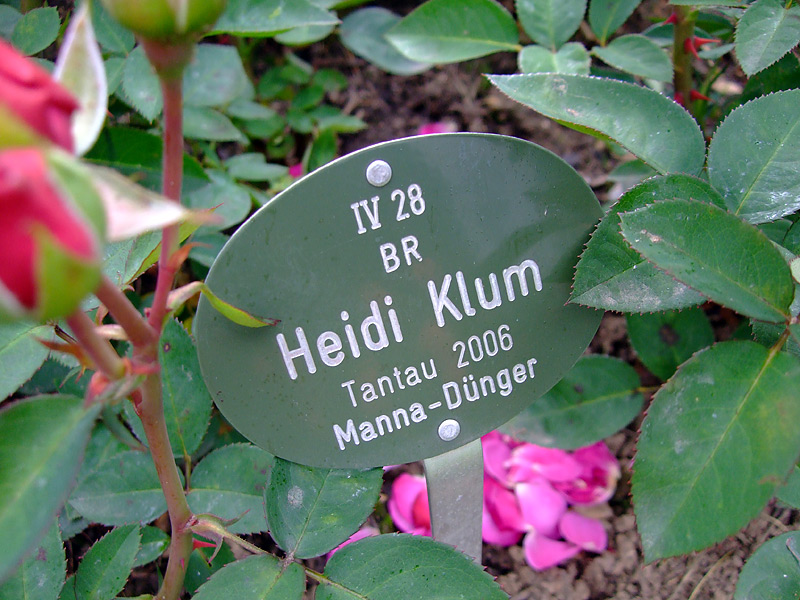 IV 28
BR
Heidi Klum
Tantau 2006
Manna-Dünger